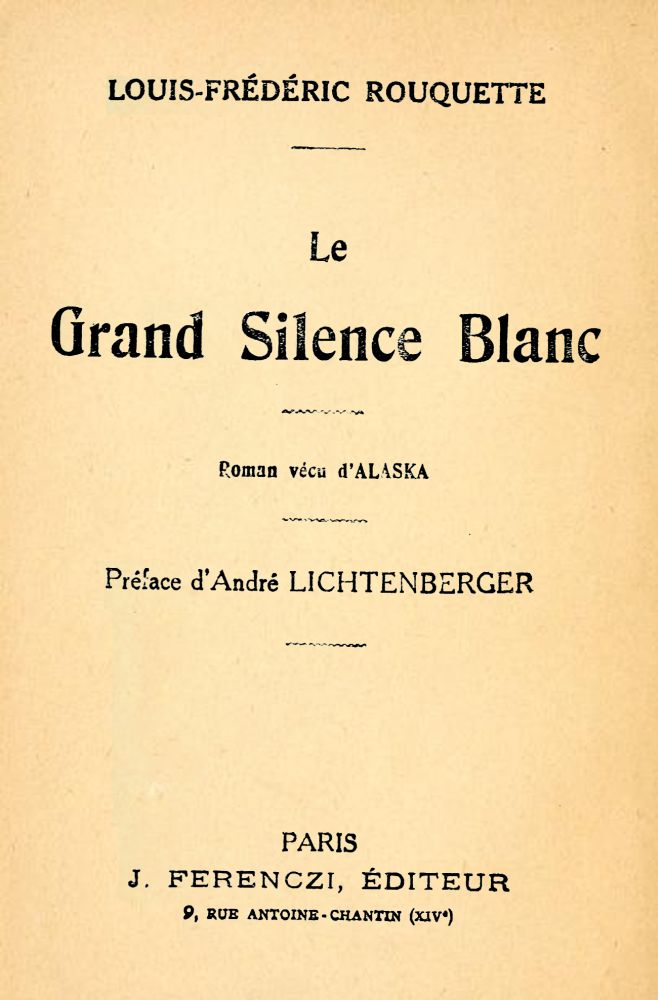 LOUIS-FRÉDÉRIC ROUQUETTE
Le
Grand Silence Blanc
Roman vécu d'ALASKA
Préface d'André LICHTENBERGER
PARIS
J. FERENCZI, ÉDITEUR
9, RUE ANTOINE-CHANTIN (XIVᵉ)